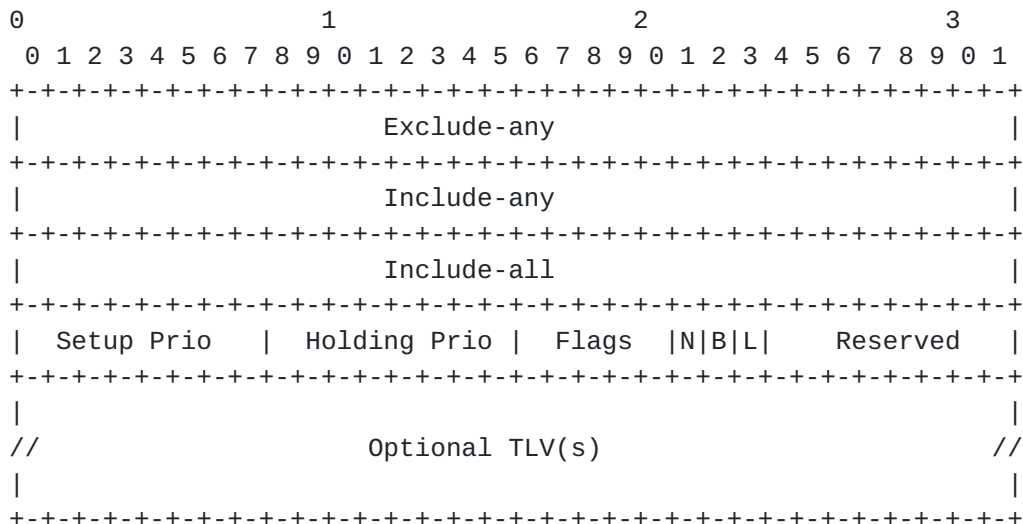 0                   1                   2                   3
 0 1 2 3 4 5 6 7 8 9 0 1 2 3 4 5 6 7 8 9 0 1 2 3 4 5 6 7 8 9 0 1
+-+-+-+-+-+-+-+-+-+-+-+-+-+-+-+-+-+-+-+-+-+-+-+-+-+-+-+-+-+-+-+-+
|                       Exclude-any                             |
+-+-+-+-+-+-+-+-+-+-+-+-+-+-+-+-+-+-+-+-+-+-+-+-+-+-+-+-+-+-+-+-+
|                       Include-any                             |
+-+-+-+-+-+-+-+-+-+-+-+-+-+-+-+-+-+-+-+-+-+-+-+-+-+-+-+-+-+-+-+-+
|                       Include-all                             |
+-+-+-+-+-+-+-+-+-+-+-+-+-+-+-+-+-+-+-+-+-+-+-+-+-+-+-+-+-+-+-+-+
|  Setup Prio   |  Holding Prio |  Flags  |N|B|L|    Reserved   |
+-+-+-+-+-+-+-+-+-+-+-+-+-+-+-+-+-+-+-+-+-+-+-+-+-+-+-+-+-+-+-+-+
|                                                               |
//                     Optional TLV(s)                         //
|                                                               |
+-+-+-+-+-+-+-+-+-+-+-+-+-+-+-+-+-+-+-+-+-+-+-+-+-+-+-+-+-+-+-+-+